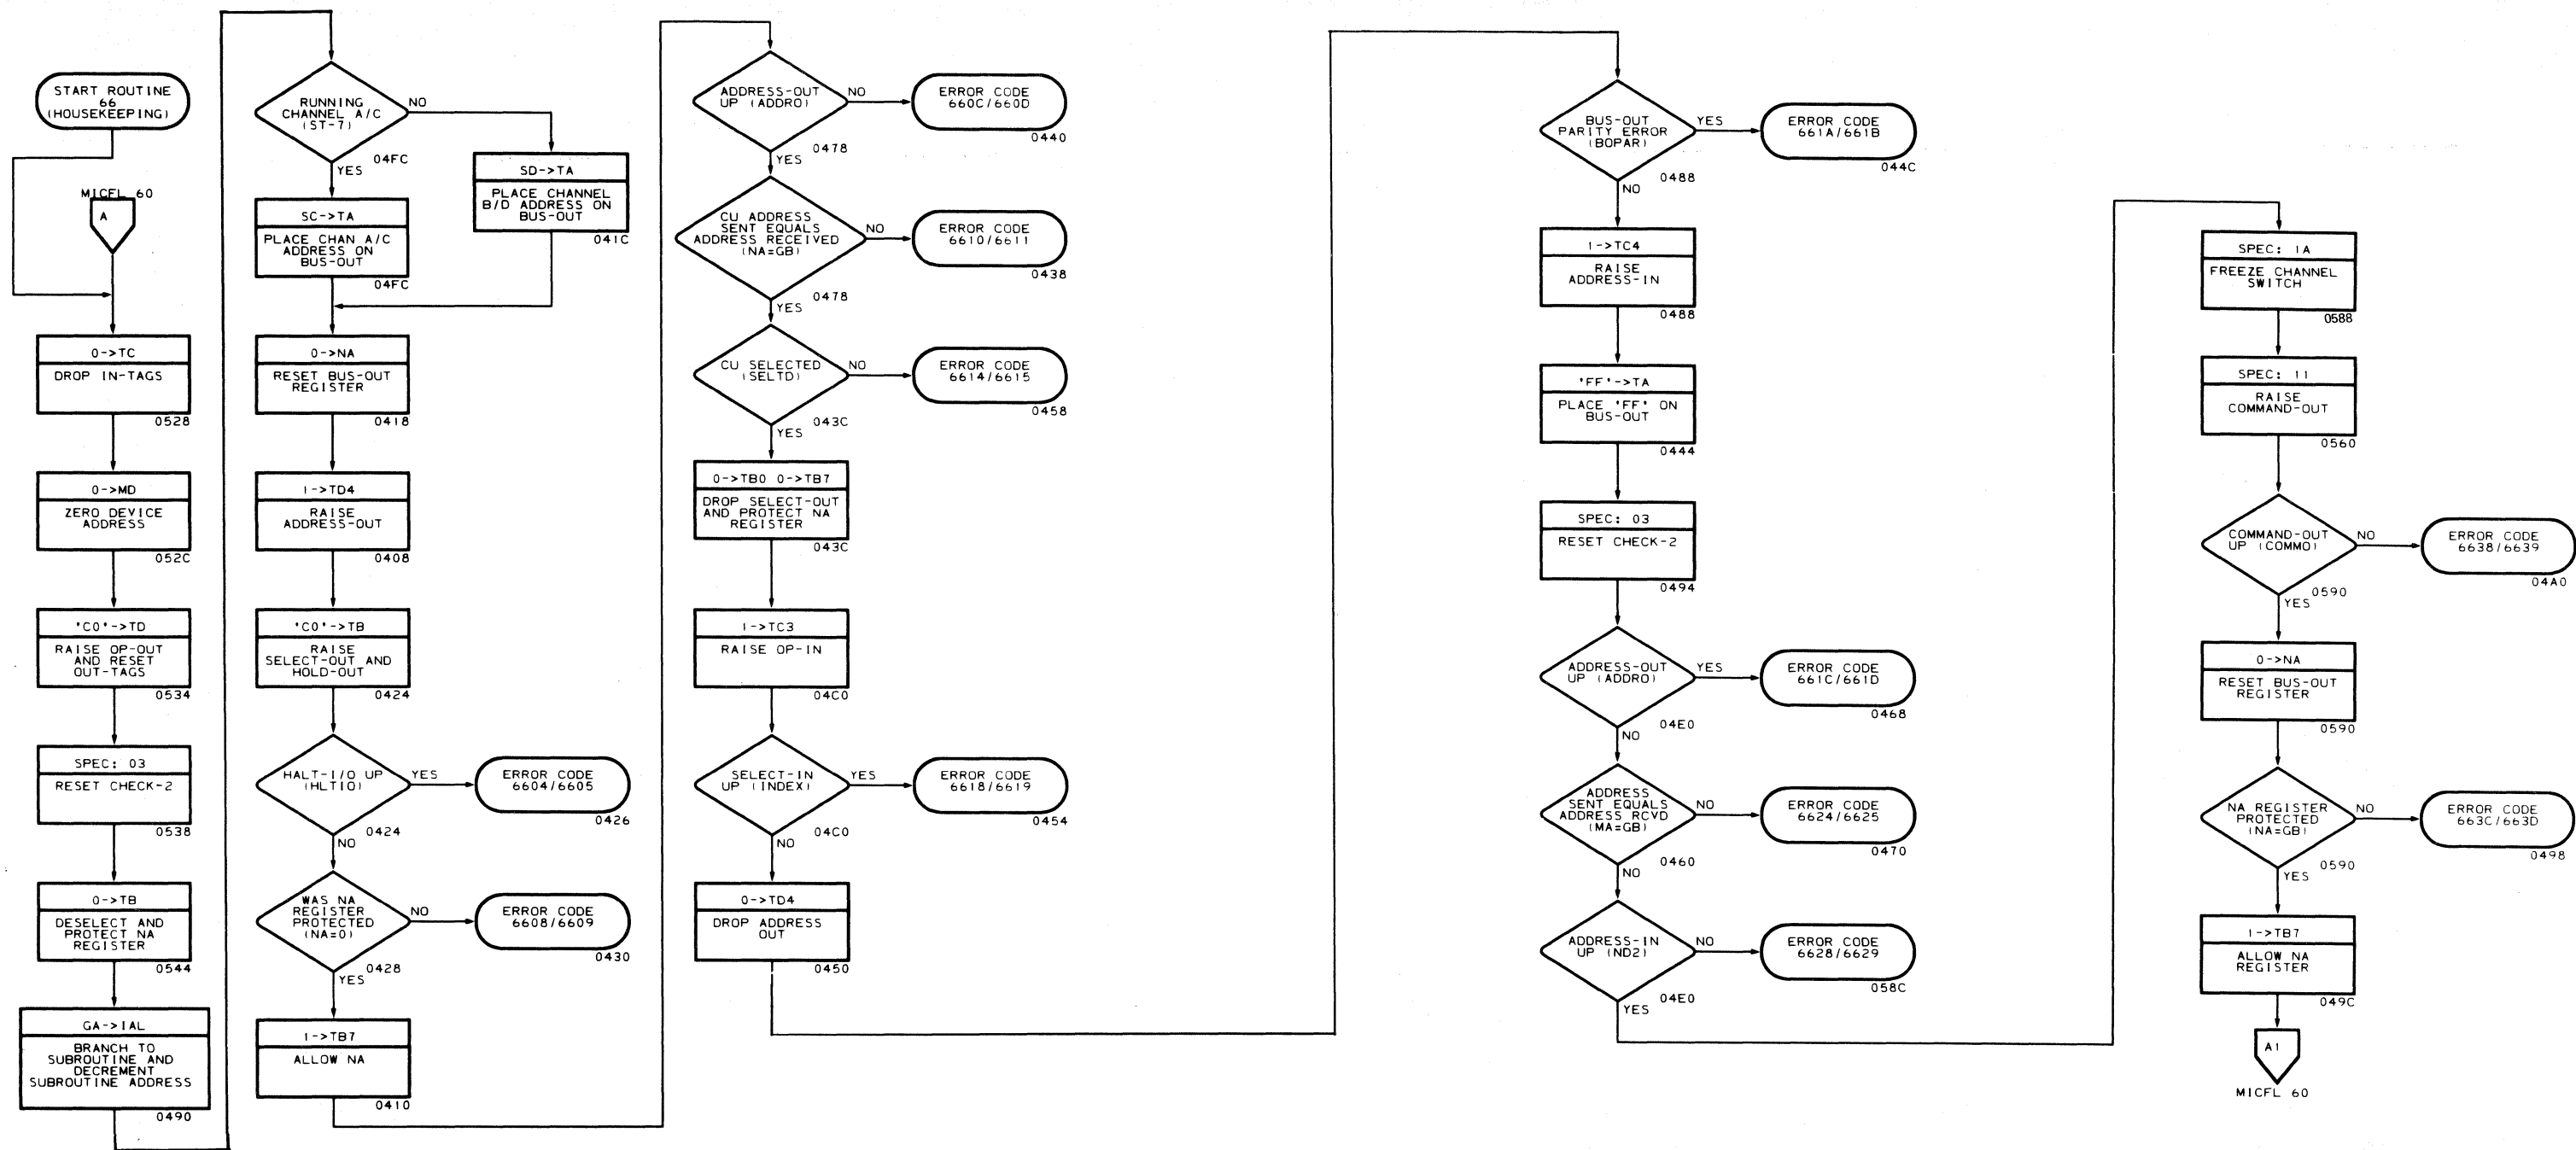 START ROUTINE
66
(HOUSEKEEPING)
MICFL 60
A
0->TC
DROP IN-TAGS
0528
0->MD
ZERO DEVICE
ADDRESS
052C
'C0'->TD
RAISE OP-OUT
AND RESET
OUT-TAGS
0534
SPEC: 03
RESET CHECK-2
0538
0->TB
DESELECT AND
PROTECT NA
REGISTER
0544
GA->IAL
BRANCH TO
SUBROUTINE AND
DECREMENT
SUBROUTINE ADDRESS
0490
RUNNING
CHANNEL A/C
(ST-7)
NO
04FC
YES
SD->TA
PLACE CHANNEL
B/D ADDRESS ON
BUS-OUT
041C
SC->TA
PLACE CHAN A/C
ADDRESS ON
BUS-OUT
04FC
0->NA
RESET BUS-OUT
REGISTER
0418
1->TD4
RAISE
ADDRESS-OUT
0408
'C0'->TB
RAISE
SELECT-OUT AND
HOLD-OUT
0424
HALT-I/O UP
(HLTIO)
YES
ERROR CODE
6604/6605
0426
0424
NO
WAS NA
REGISTER
PROTECTED
(NA=0)
NO
ERROR CODE
6608/6609
0430
0428
YES
1->TB7
ALLOW NA
0410
ADDRESS-OUT
UP (ADDRO)
NO
ERROR CODE
660C/660D
0440
0478
YES
CU ADDRESS
SENT EQUALS
ADDRESS RECEIVED
(NA=GB)
NO
ERROR CODE
6610/6611
0438
0478
YES
CU SELECTED
(SELTD)
NO
ERROR CODE
6614/6615
0458
043C
YES
0->TB0 0->TB7
DROP SELECT-OUT
AND PROTECT NA
REGISTER
043C
1->TC3
RAISE OP-IN
04C0
SELECT-IN
UP (INDEX)
YES
ERROR CODE
6618/6619
0454
04C0
NO
0->TD4
DROP ADDRESS
OUT
0450
BUS-OUT
PARITY ERROR
(BOPAR)
YES
ERROR CODE
661A/661B
044C
0488
NO
1->TC4
RAISE
ADDRESS-IN
0488
'FF'->TA
PLACE 'FF' ON
BUS-OUT
0444
SPEC: 03
RESET CHECK-2
0494
ADDRESS-OUT
UP (ADDRO)
YES
ERROR CODE
661C/661D
0468
04E0
NO
ADDRESS
SENT EQUALS
ADDRESS RCVD
(MA=GB)
NO
ERROR CODE
6624/6625
0470
0460
NO
ADDRESS-IN
UP (ND2)
NO
ERROR CODE
6628/6629
058C
04E0
YES
SPEC: 1A
FREEZE CHANNEL
SWITCH
0588
SPEC: 11
RAISE
COMMAND-OUT
0560
COMMAND-OUT
UP (COMMO)
NO
ERROR CODE
6638/6639
04A0
0590
YES
0->NA
RESET BUS-OUT
REGISTER
0590
NA REGISTER
PROTECTED
(NA=GB)
NO
ERROR CODE
663C/663D
0498
0590
YES
1->TB7
ALLOW NA
REGISTER
049C
A1
MICFL 60